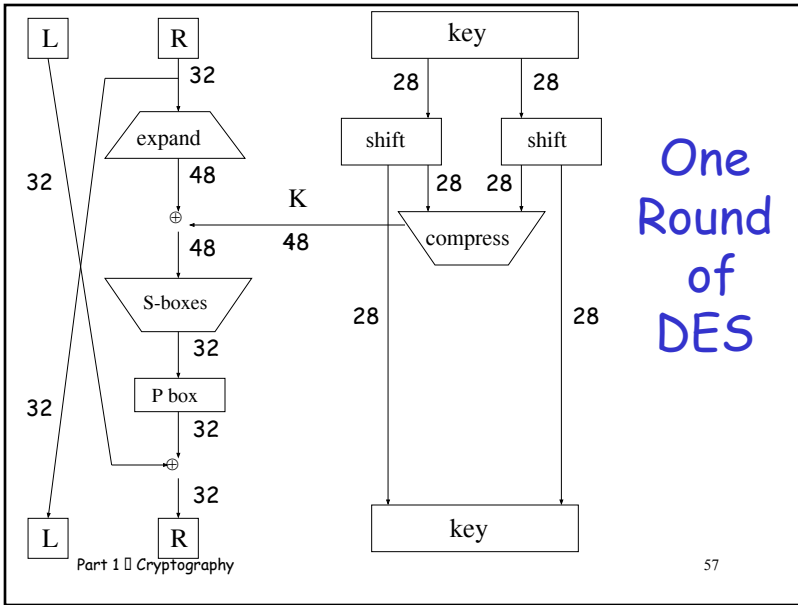 L
R
key
32
28
28
expand
shift
shift
One
Round
of
DES
32
48
28
28
K
⊕
48
compress
48
S-boxes
28
28
32
P box
32
32
⊕
32
L
R
key
Part 1 ▯ Cryptography
57